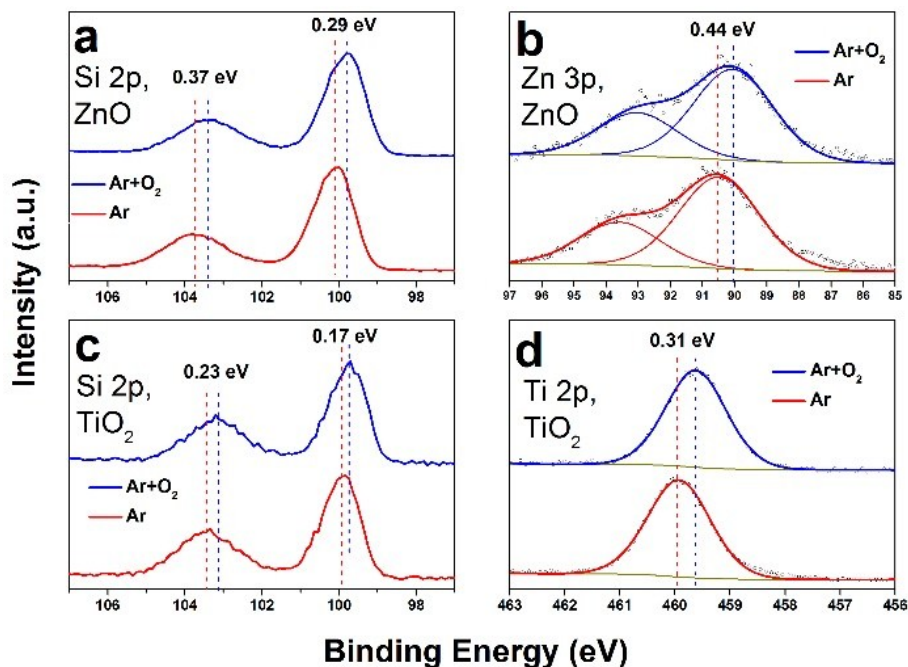 a
Si 2p,
ZnO
0.37 eV
0.29 eV
Ar+O₂
Ar
106 104 102 100 98
b
Zn 3p,
ZnO
0.44 eV
Ar+O₂
Ar
97 96 95 94 93 92 91 90 89 88 87 86 85
c
Si 2p,
TiO₂
0.23 eV
0.17 eV
Ar+O₂
Ar
106 104 102 100 98
d
Ti 2p,
TiO₂
0.31 eV
Ar+O₂
Ar
463 462 461 460 459 458 457 456
Intensity (a.u.)
Binding Energy (eV)